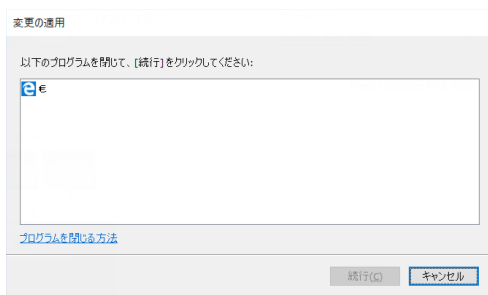 変更の適用
以下のプログラムを閉じて、[続行]をクリックしてください:
€
プログラムを閉じる方法
続行(C)
キャンセル